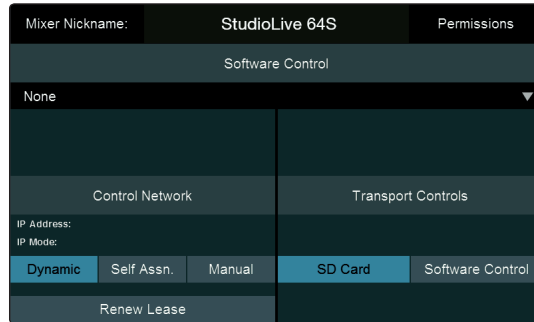 Mixer Nickname: StudioLive 64S Permissions
Software Control
None
Control Network Transport Controls
IP Address:
IP Mode:
Dynamic Self Assn. Manual SD Card Software Control
Renew Lease